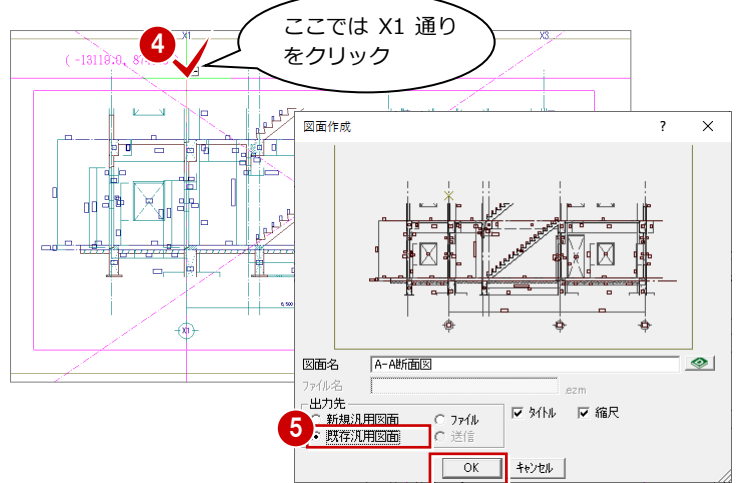 ここでは X1 通り
をクリック
4
X1
X3
図面作成
?
6,500
X1
図面名
A-A断面図
ファイル名
.ezm
出力先
新規汎用図面
ファイル
タイトル
縮尺
5
既存汎用図面
送信
OK
キャンセル